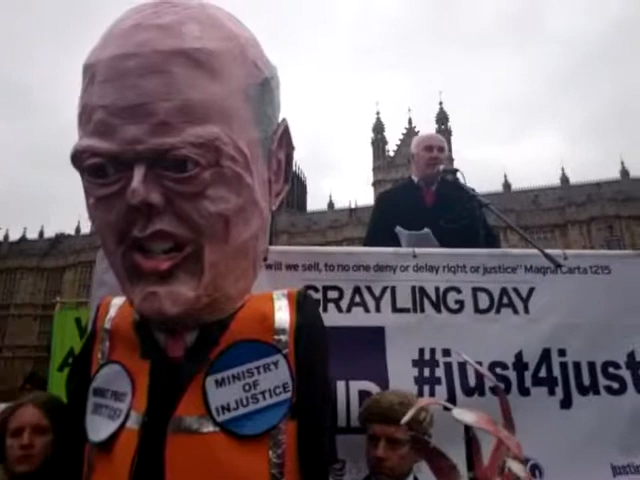 will we sell, to no one deny or delay right or justice" Magna Carta 1215
GRAYLING DAY
#just4just
MINISTRY
OF
INJUSTICE
justic